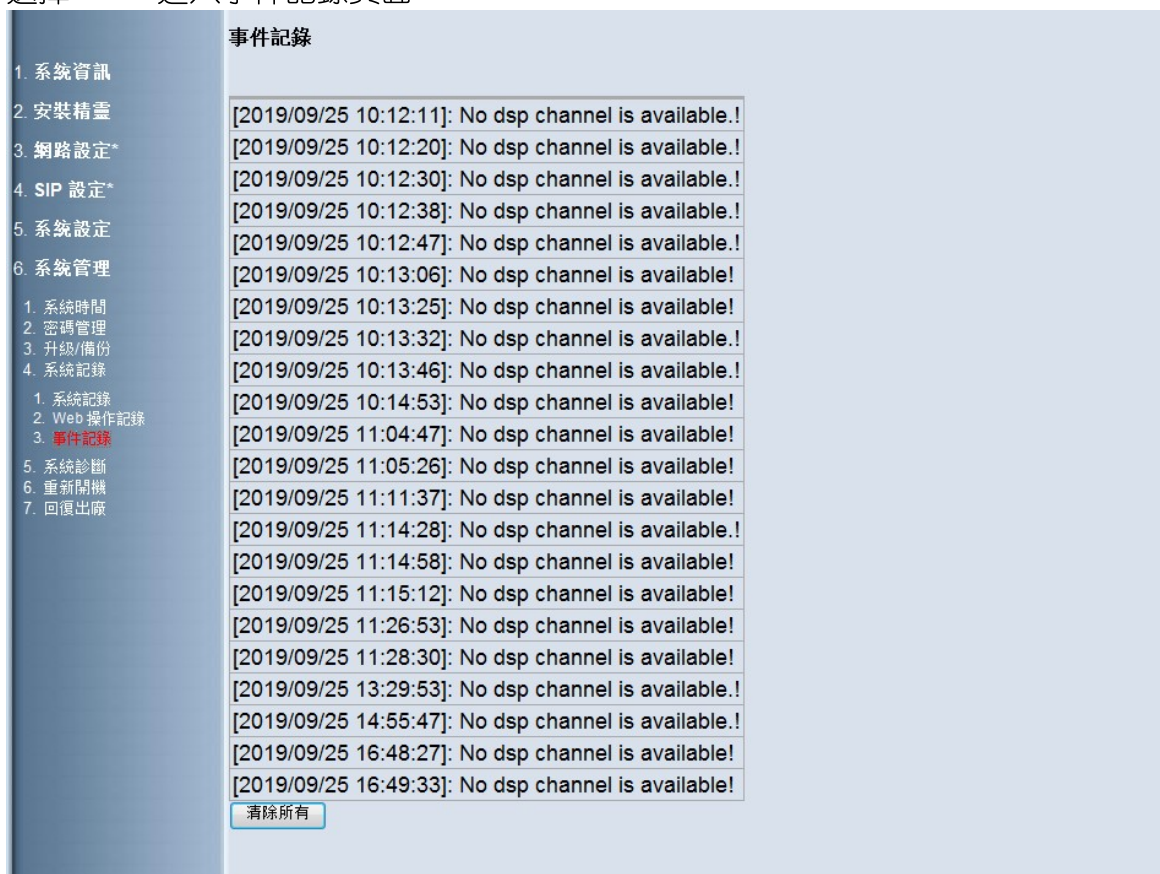 事件記錄
1. 系統資訊
2. 安裝精靈
3. 網路設定*
4. SIP 設定*
5. 系統設定
6. 系統管理
1. 系統時間
2. 密碼管理
3. 升級/備份
4. 系統記錄
1. 系統記錄
2. Web 操作記錄
3. 事件記錄
5. 系統診斷
6. 重新開機
7. 回復出廠
[2019/09/25 10:12:11]: No dsp channel is available.!
[2019/09/25 10:12:20]: No dsp channel is available.!
[2019/09/25 10:12:30]: No dsp channel is available.!
[2019/09/25 10:12:38]: No dsp channel is available.!
[2019/09/25 10:12:47]: No dsp channel is available.!
[2019/09/25 10:13:06]: No dsp channel is available!
[2019/09/25 10:13:25]: No dsp channel is available!
[2019/09/25 10:13:32]: No dsp channel is available.!
[2019/09/25 10:13:46]: No dsp channel is available.!
[2019/09/25 10:14:53]: No dsp channel is available!
[2019/09/25 11:04:47]: No dsp channel is available!
[2019/09/25 11:05:26]: No dsp channel is available!
[2019/09/25 11:11:37]: No dsp channel is available!
[2019/09/25 11:14:28]: No dsp channel is available.!
[2019/09/25 11:14:58]: No dsp channel is available!
[2019/09/25 11:15:12]: No dsp channel is available!
[2019/09/25 11:26:53]: No dsp channel is available!
[2019/09/25 11:28:30]: No dsp channel is available!
[2019/09/25 13:29:53]: No dsp channel is available.!
[2019/09/25 14:55:47]: No dsp channel is available.!
[2019/09/25 16:48:27]: No dsp channel is available!
[2019/09/25 16:49:33]: No dsp channel is available!
清除所有